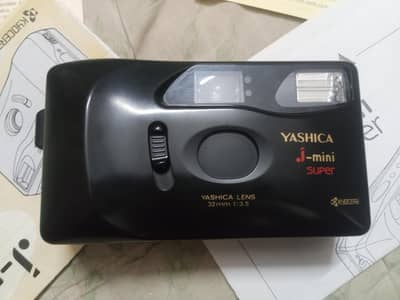 KYOCERA
YASHICA
J-mini
super
YASHICA LENS
32mm 1:3.5
KYOCERA